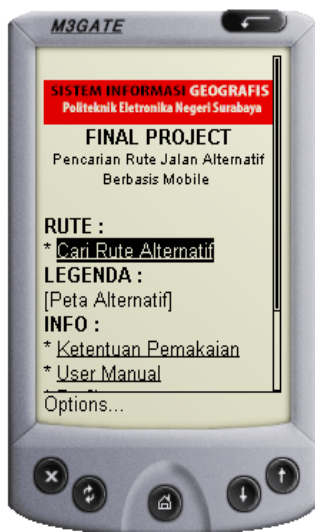 M3GATE
SISTEM INFORMASI GEOGRAFIS
Politeknik Eletronika Negeri Surabaya
FINAL PROJECT
Pencarian Rute Jalan Alternatif
Berbasis Mobile
RUTE :
* Cari Rute Alternatif
LEGENDA :
[Peta Alternatif]
INFO :
* Ketentuan Pemakaian
* User Manual
Options...